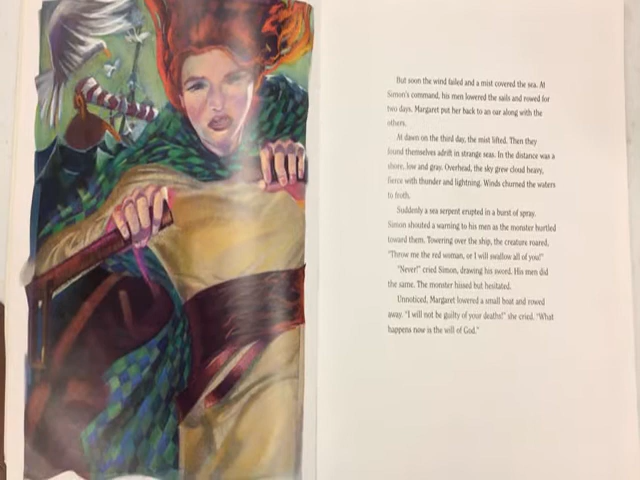 But soon the wind failed and a mist covered the sea. At
Simon's command, his men lowered the sails and rowed for
two days. Margaret put her back to an oar along with the
others.
At dawn on the third day, the mist lifted. Then they
found themselves adrift in strange seas. In the distance was a
shore, low and gray. Overhead, the sky grew cloud heavy,
fierce with thunder and lightning. Winds churned the waters
to froth.
Suddenly a sea serpent erupted in a burst of spray.
Simon shouted a warning to his men as the monster hurtled
toward them. Towering over the ship, the creature roared,
"Throw me the red woman, or I will swallow all of you!"
"Never!" cried Simon, drawing his sword. His men did
the same. The monster hissed but hesitated.
Unnoticed, Margaret lowered a small boat and rowed
away. "I will not be guilty of your deaths!" she cried. "What
happens now is the will of God."